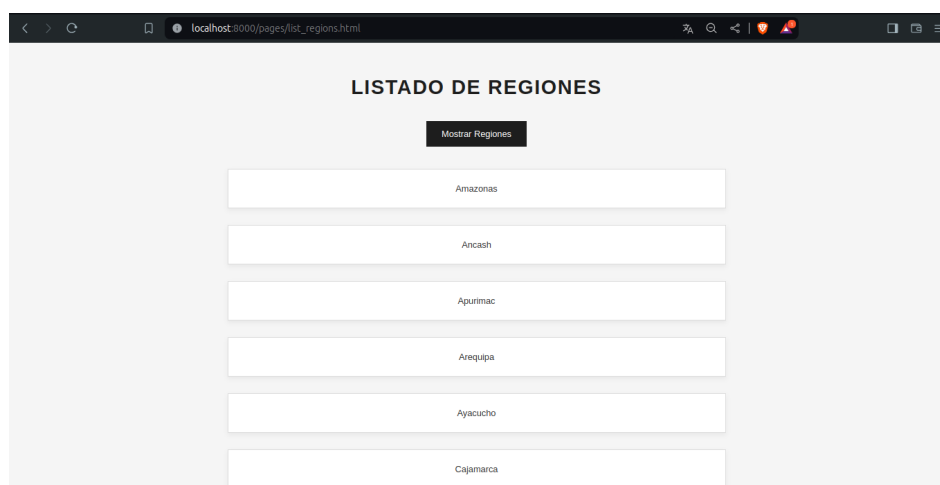 localhost:8000/pages/list_regions.html
LISTADO DE REGIONES
Mostrar Regiones
Amazonas
Ancash
Apurimac
Arequipa
Ayacucho
Cajamarca